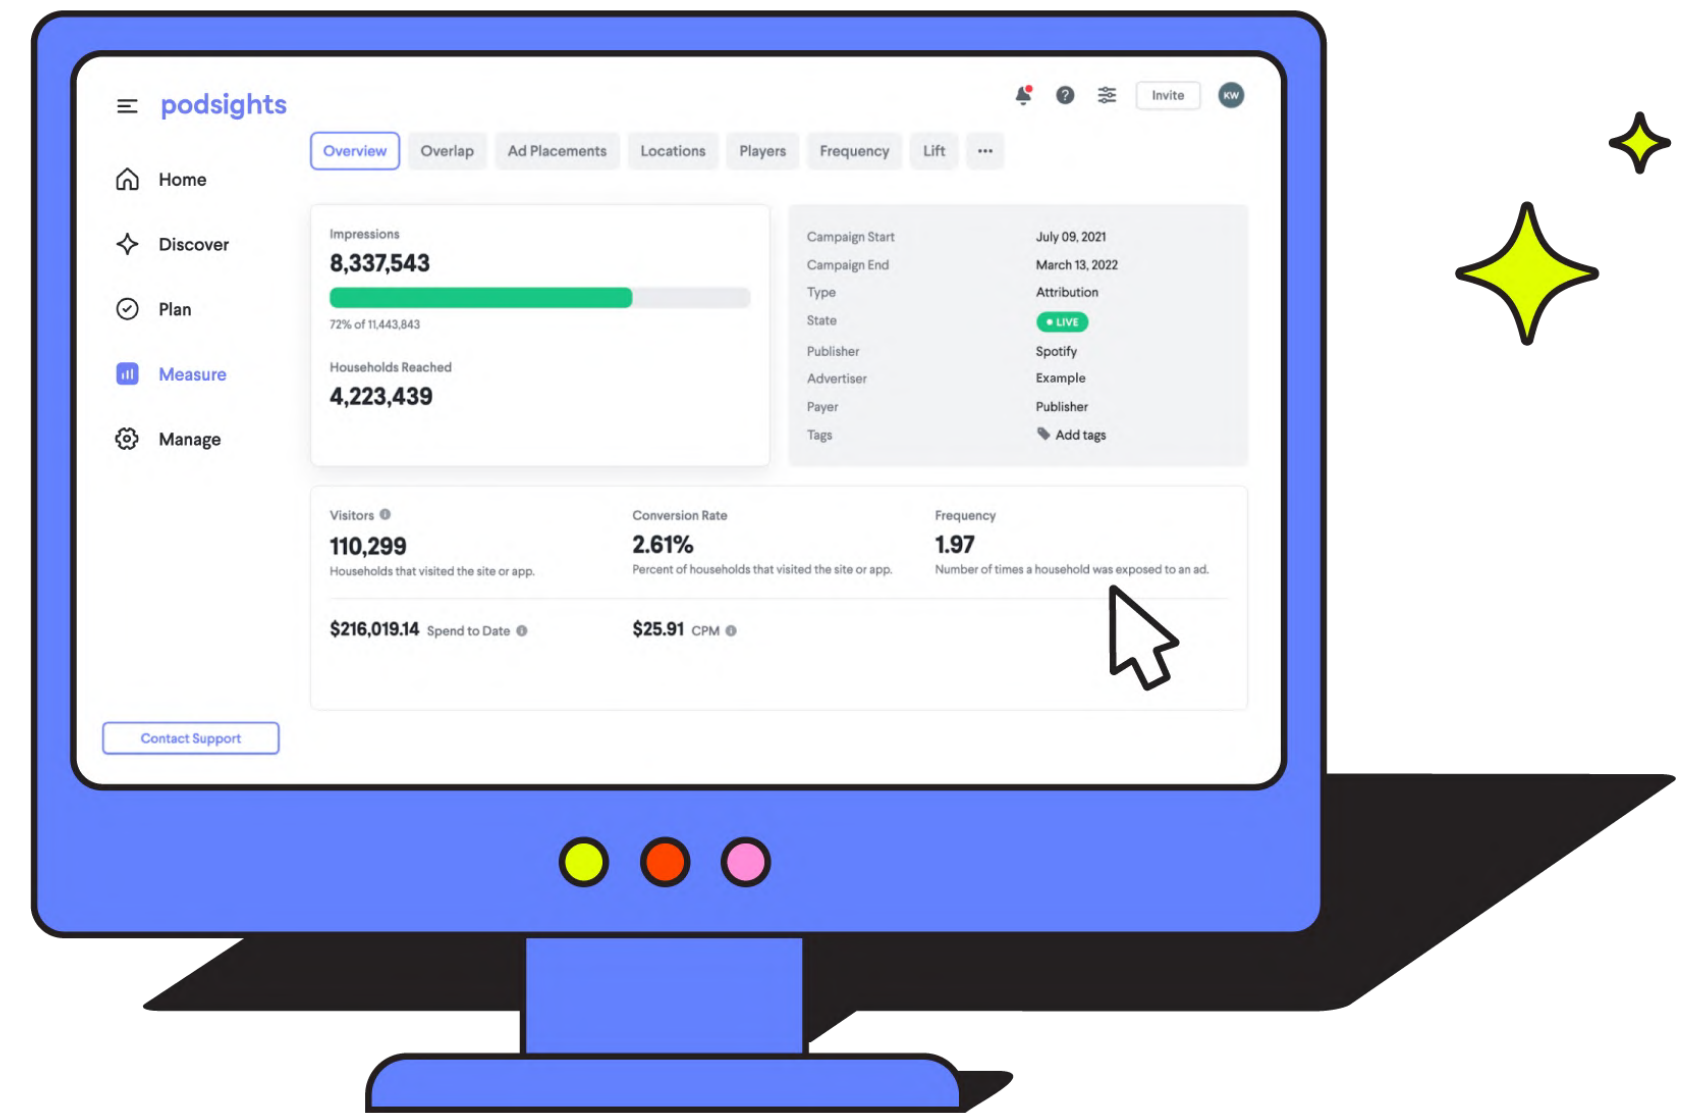 podsights
Invite
KW
Overview
Overlap
Ad Placements
Locations
Players
Frequency
Lift
Home
Discover
Plan
Measure
Manage
Contact Support
Impressions
8,337,543
72% of 11,443,843
Households Reached
4,223,439
Campaign Start July 09, 2021
Campaign End March 13, 2022
Type Attribution
State LIVE
Publisher Spotify
Advertiser Example
Payer Publisher
Tags Add tags
Visitors
110,299
Households that visited the site or app.
Conversion Rate
2.61%
Percent of households that visited the site or app.
Frequency
1.97
Number of times a household was exposed to an ad.
$216,019.14 Spend to Date
$25.91 CPM